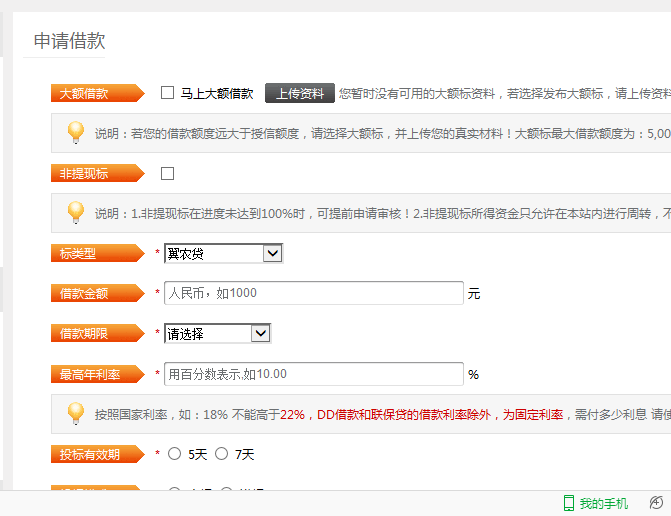 申请借款
大额借款 马上大额借款 上传资料 您暂时没有可用的大额标资料，若选择发布大额标，请上传资料
说明：若您的借款额度远大于授信额度，请选择大额标，并上传您的真实材料！大额标最大借款额度为：5,00
非提现标
说明：1.非提现标在进度未达到100%时，可提前申请审核！2.非提现标所得资金只允许在本站内进行周转，不
标类型 * 翼农贷
借款金额 * 人民币，如1000 元
借款期限 * 请选择
最高年利率 * 用百分数表示,如10.00 %
按照国家利率，如：18% 不能高于22%，DD借款和联保贷的借款利率除外，为固定利率，需付多少利息 请使
投标有效期 * 5天 7天
我的手机